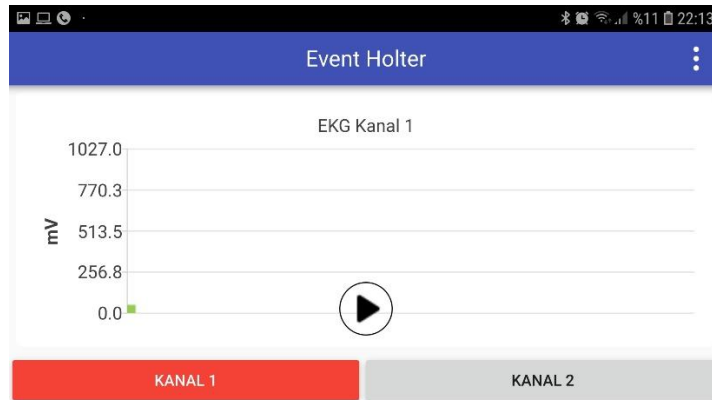 %11 22:13
Event Holter
EKG Kanal 1
1027.0
770.3
513.5
256.8
0.0
mV
KANAL 1 KANAL 2